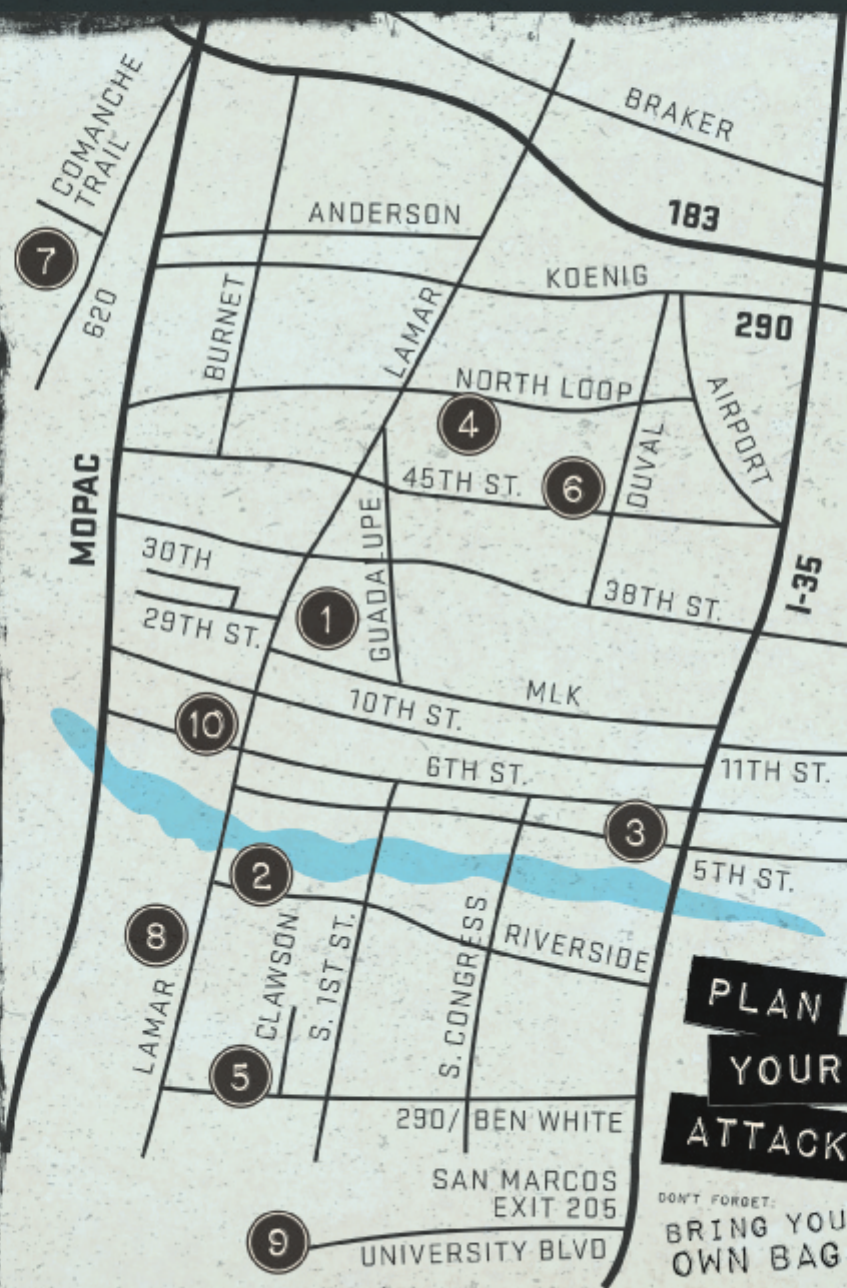 COMANCHE
TRAIL
BRAKER
183
ANDERSON
7
KOENIG
620
BURNET
LAMAR
290
NORTH LOOP
AIRPORT
4
DUVAL
MOPAC
45TH ST.
6
GUADALUPE
30TH
I-35
38TH ST.
29TH ST.
1
MLK
10TH ST.
10
6TH ST.
11TH ST.
3
5TH ST.
2
8
CLAWSON
S. 1ST ST.
S. CONGRESS
RIVERSIDE
LAMAR
5
290/ BEN WHITE
SAN MARCOS
EXIT 205
9
UNIVERSITY BLVD
PLAN
YOUR
ATTACK
DON'T FORGET:
BRING YOU
OWN BAG